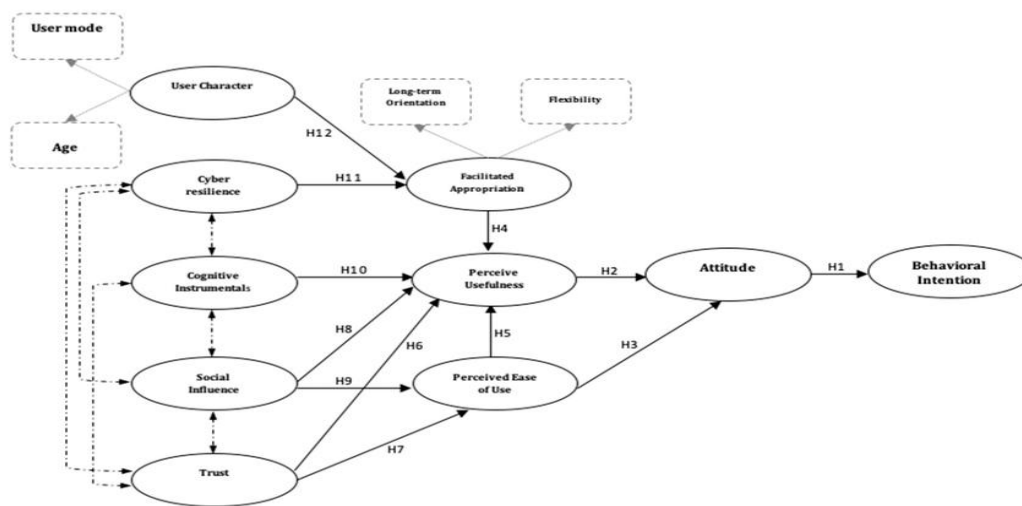 User mode
User Character
Long-term
Orientation
Flexibility
Age
H12
Cyber
resilience
H11
Facilitated
Appropriation
H4
Cognitive
Instrumentals
H10
Perceive
Usefulness
H2
Attitude
H1
Behavioral
Intention
H8
H6
H5
H3
Social
Influence
H9
Perceived Ease
of Use
H7
Trust